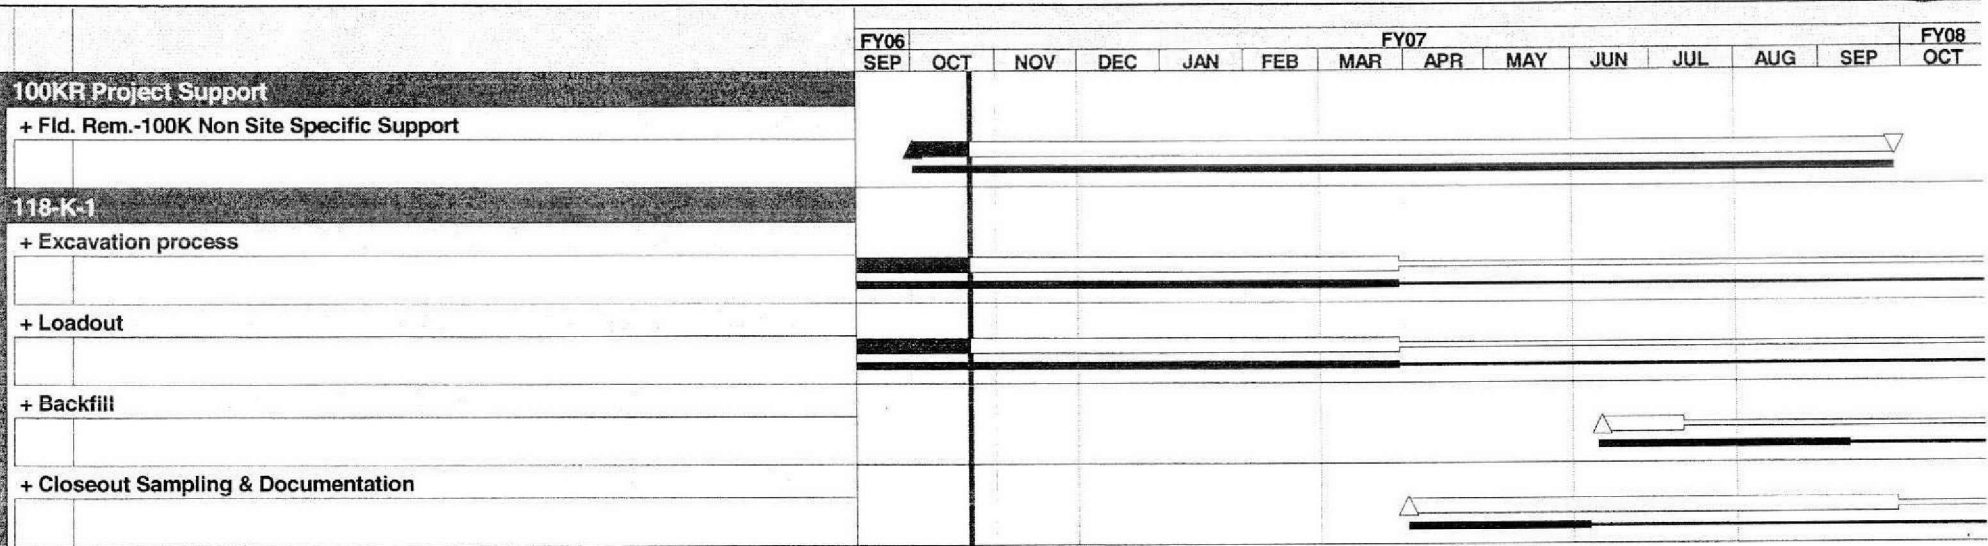 FY06 FY07 FY08
SEP OCT NOV DEC JAN FEB MAR APR MAY JUN JUL AUG SEP OCT
100KR Project Support
+ Fld. Rem.-100K Non Site Specific Support
118-K-1
+ Excavation process
+ Loadout
+ Backfill
+ Closeout Sampling & Documentation